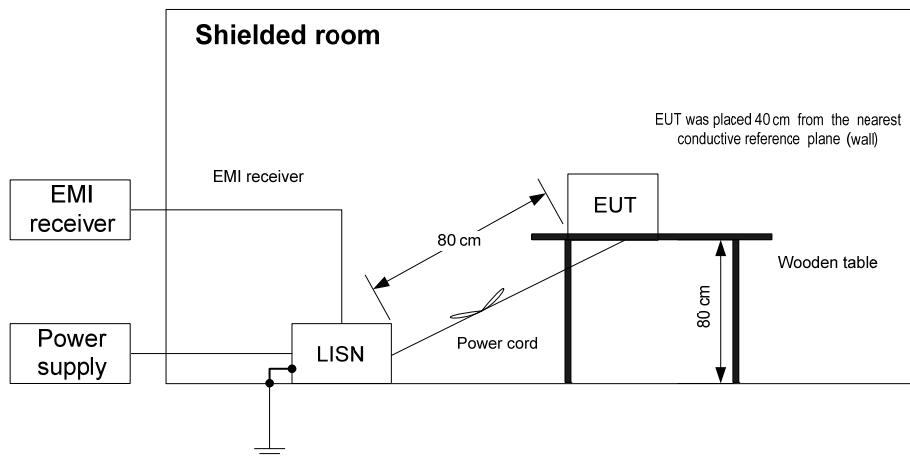 Shielded room
EUT was placed 40 cm from the nearest
conductive reference plane (wall)
EMI receiver
EMI
receiver
EUT
80 cm
Wooden table
80 cm
Power
supply
LISN
Power cord